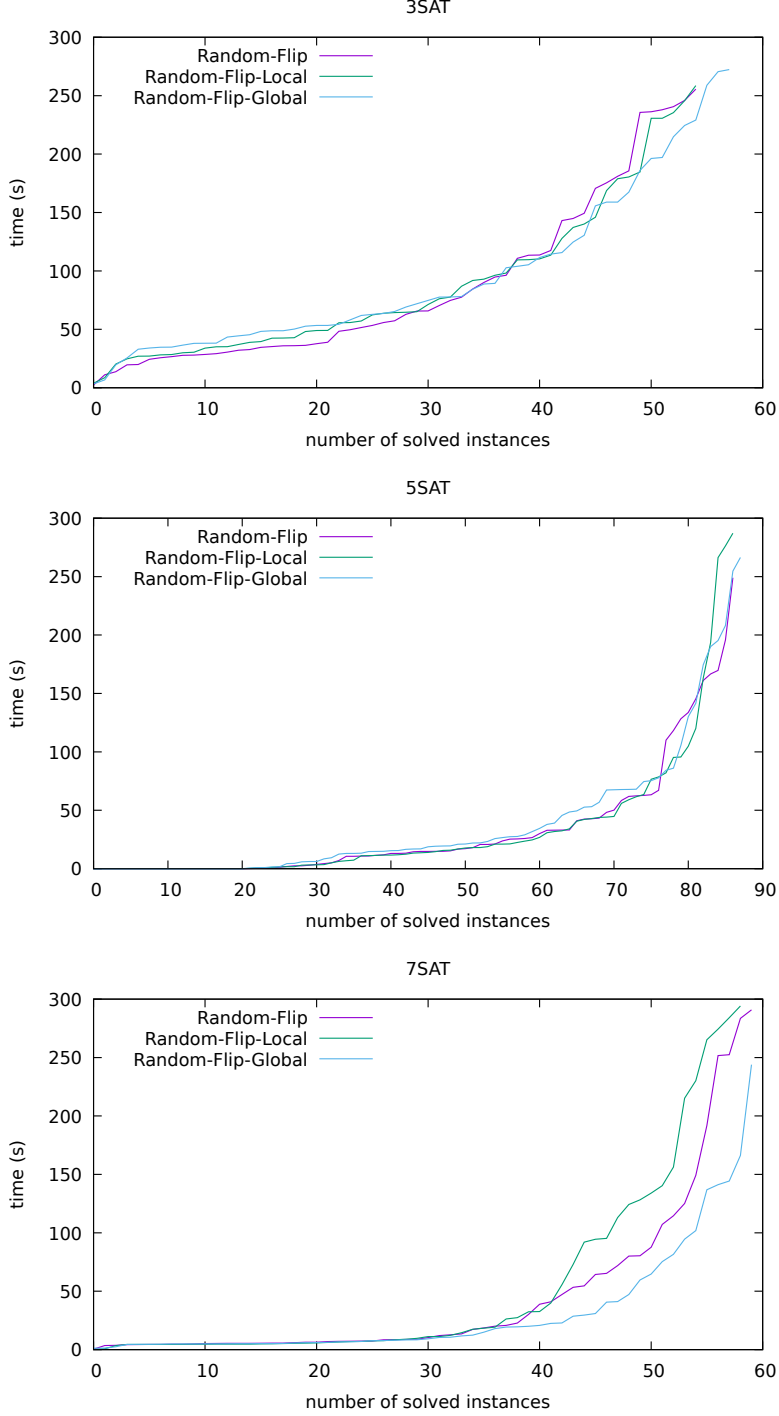 3SAT
300
250
200
150
100
50
0
time (s)
Random-Flip
Random-Flip-Local
Random-Flip-Global
0 10 20 30 40 50 60
number of solved instances
5SAT
300
250
200
150
100
50
0
time (s)
Random-Flip
Random-Flip-Local
Random-Flip-Global
0 10 20 30 40 50 60 70 80 90
number of solved instances
7SAT
300
250
200
150
100
50
0
time (s)
Random-Flip
Random-Flip-Local
Random-Flip-Global
0 10 20 30 40 50 60
number of solved instances